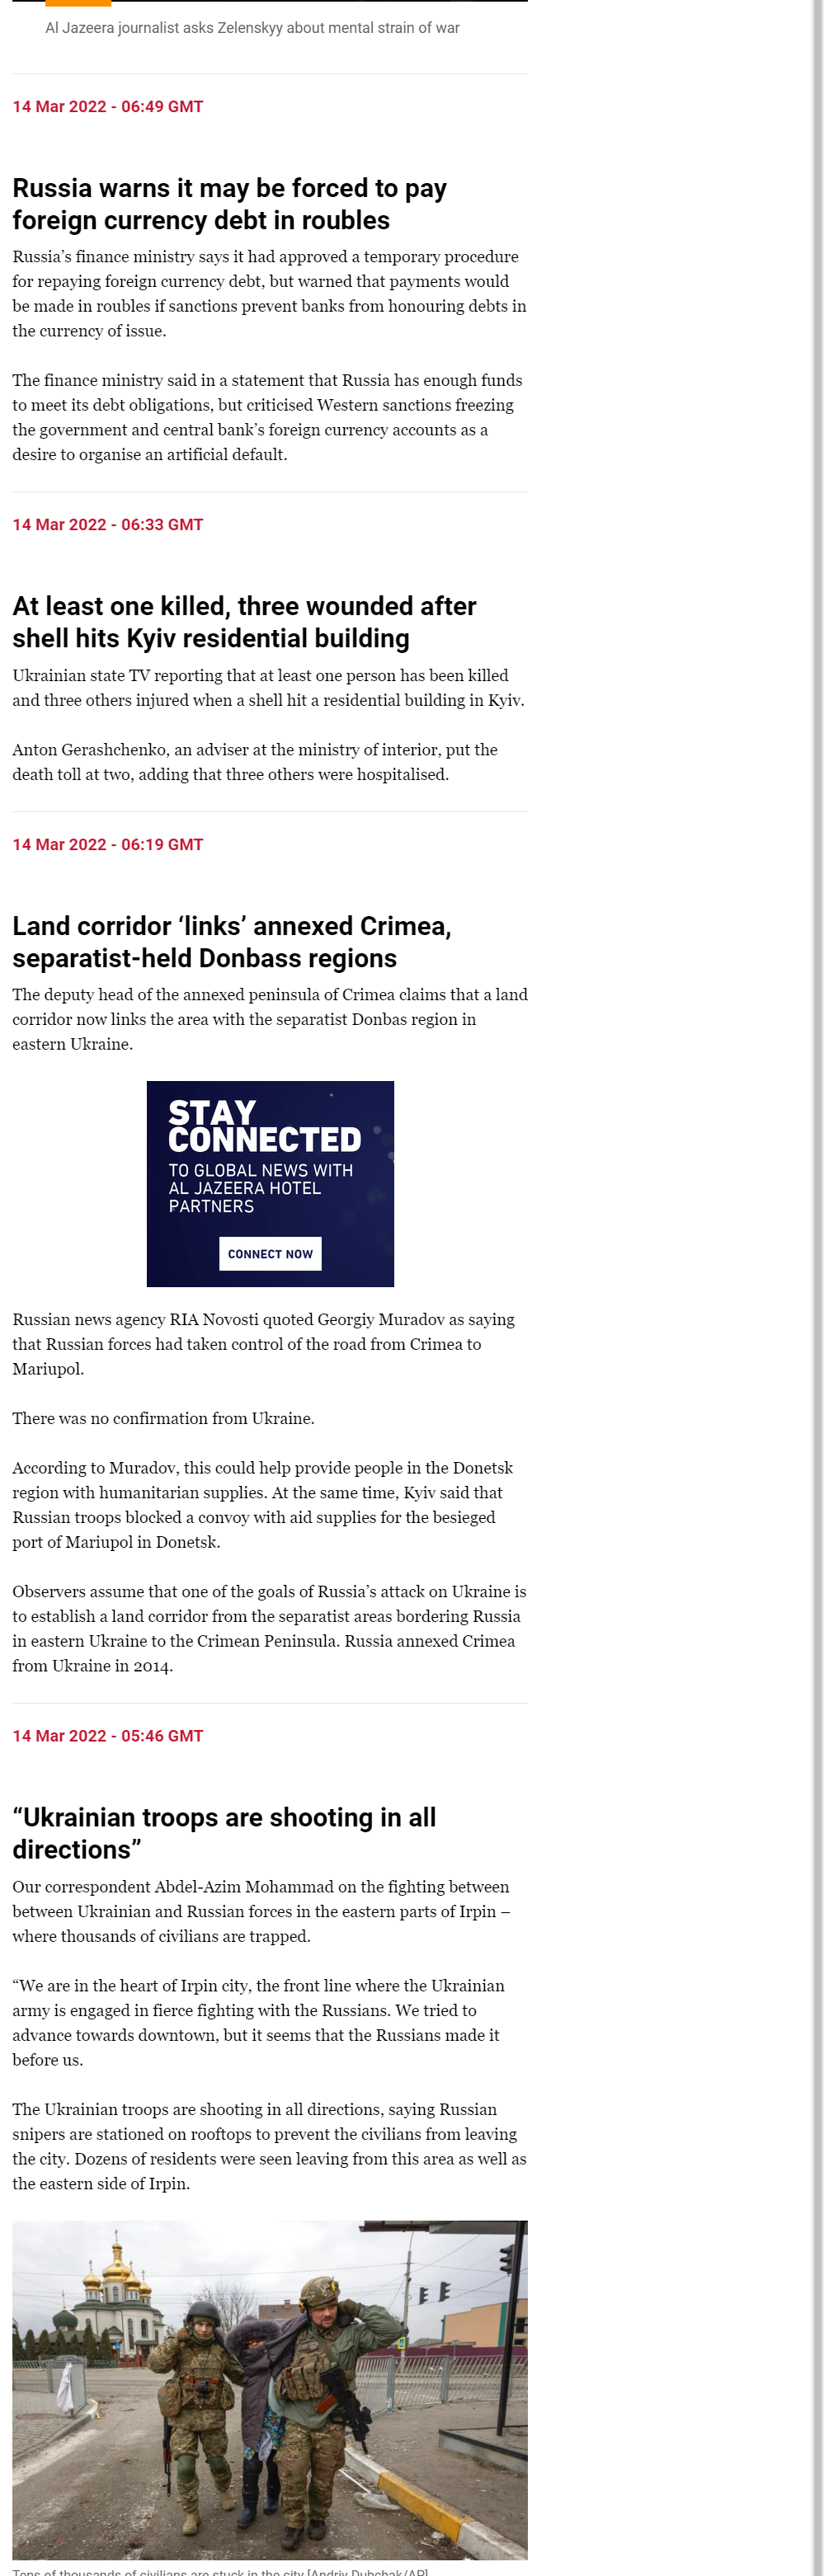 Al Jazeera journalist asks Zelenskyy about mental strain of war
14 Mar 2022 - 06:49 GMT
Russia warns it may be forced to pay
foreign currency debt in roubles
Russia’s finance ministry says it had approved a temporary procedure
for repaying foreign currency debt, but warned that payments would
be made in roubles if sanctions prevent banks from honouring debts in
the currency of issue.
The finance ministry said in a statement that Russia has enough funds
to meet its debt obligations, but criticised Western sanctions freezing
the government and central bank’s foreign currency accounts as a
desire to organise an artificial default.
14 Mar 2022 - 06:33 GMT
At least one killed, three wounded after
shell hits Kyiv residential building
Ukrainian state TV reporting that at least one person has been killed
and three others injured when a shell hit a residential building in Kyiv.
Anton Gerashchenko, an adviser at the ministry of interior, put the
death toll at two, adding that three others were hospitalised.
14 Mar 2022 - 06:19 GMT
Land corridor ‘links’ annexed Crimea,
separatist-held Donbass regions
The deputy head of the annexed peninsula of Crimea claims that a land
corridor now links the area with the separatist Donbas region in
eastern Ukraine.
STAY
CONNECTED
TO GLOBAL NEWS WITH
AL JAZEERA HOTEL
PARTNERS
CONNECT NOW
Russian news agency RIA Novosti quoted Georgiy Muradov as saying
that Russian forces had taken control of the road from Crimea to
Mariupol.
There was no confirmation from Ukraine.
According to Muradov, this could help provide people in the Donetsk
region with humanitarian supplies. At the same time, Kyiv said that
Russian troops blocked a convoy with aid supplies for the besieged
port of Mariupol in Donetsk.
Observers assume that one of the goals of Russia’s attack on Ukraine is
to establish a land corridor from the separatist areas bordering Russia
in eastern Ukraine to the Crimean Peninsula. Russia annexed Crimea
from Ukraine in 2014.
14 Mar 2022 - 05:46 GMT
“Ukrainian troops are shooting in all
directions”
Our correspondent Abdel-Azim Mohammad on the fighting between
between Ukrainian and Russian forces in the eastern parts of Irpin –
where thousands of civilians are trapped.
“We are in the heart of Irpin city, the front line where the Ukrainian
army is engaged in fierce fighting with the Russians. We tried to
advance towards downtown, but it seems that the Russians made it
before us.
The Ukrainian troops are shooting in all directions, saying Russian
snipers are stationed on rooftops to prevent the civilians from leaving
the city. Dozens of residents were seen leaving from this area as well as
the eastern side of Irpin.
Tens of thousands of civilians are stuck in the city [Andriy Dubchak/AP]